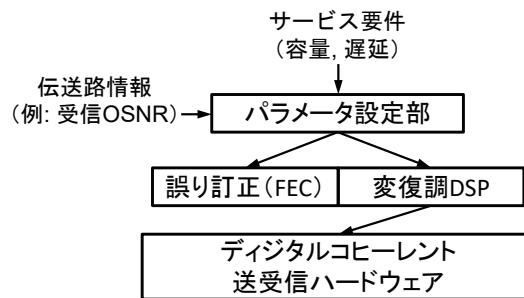 サービス要件
（容量, 遅延）
伝送路情報
（例: 受信OSNR）
パラメータ設定部
誤り訂正（FEC）
変復調DSP
ディジタルコヒーレント
送受信ハードウェア